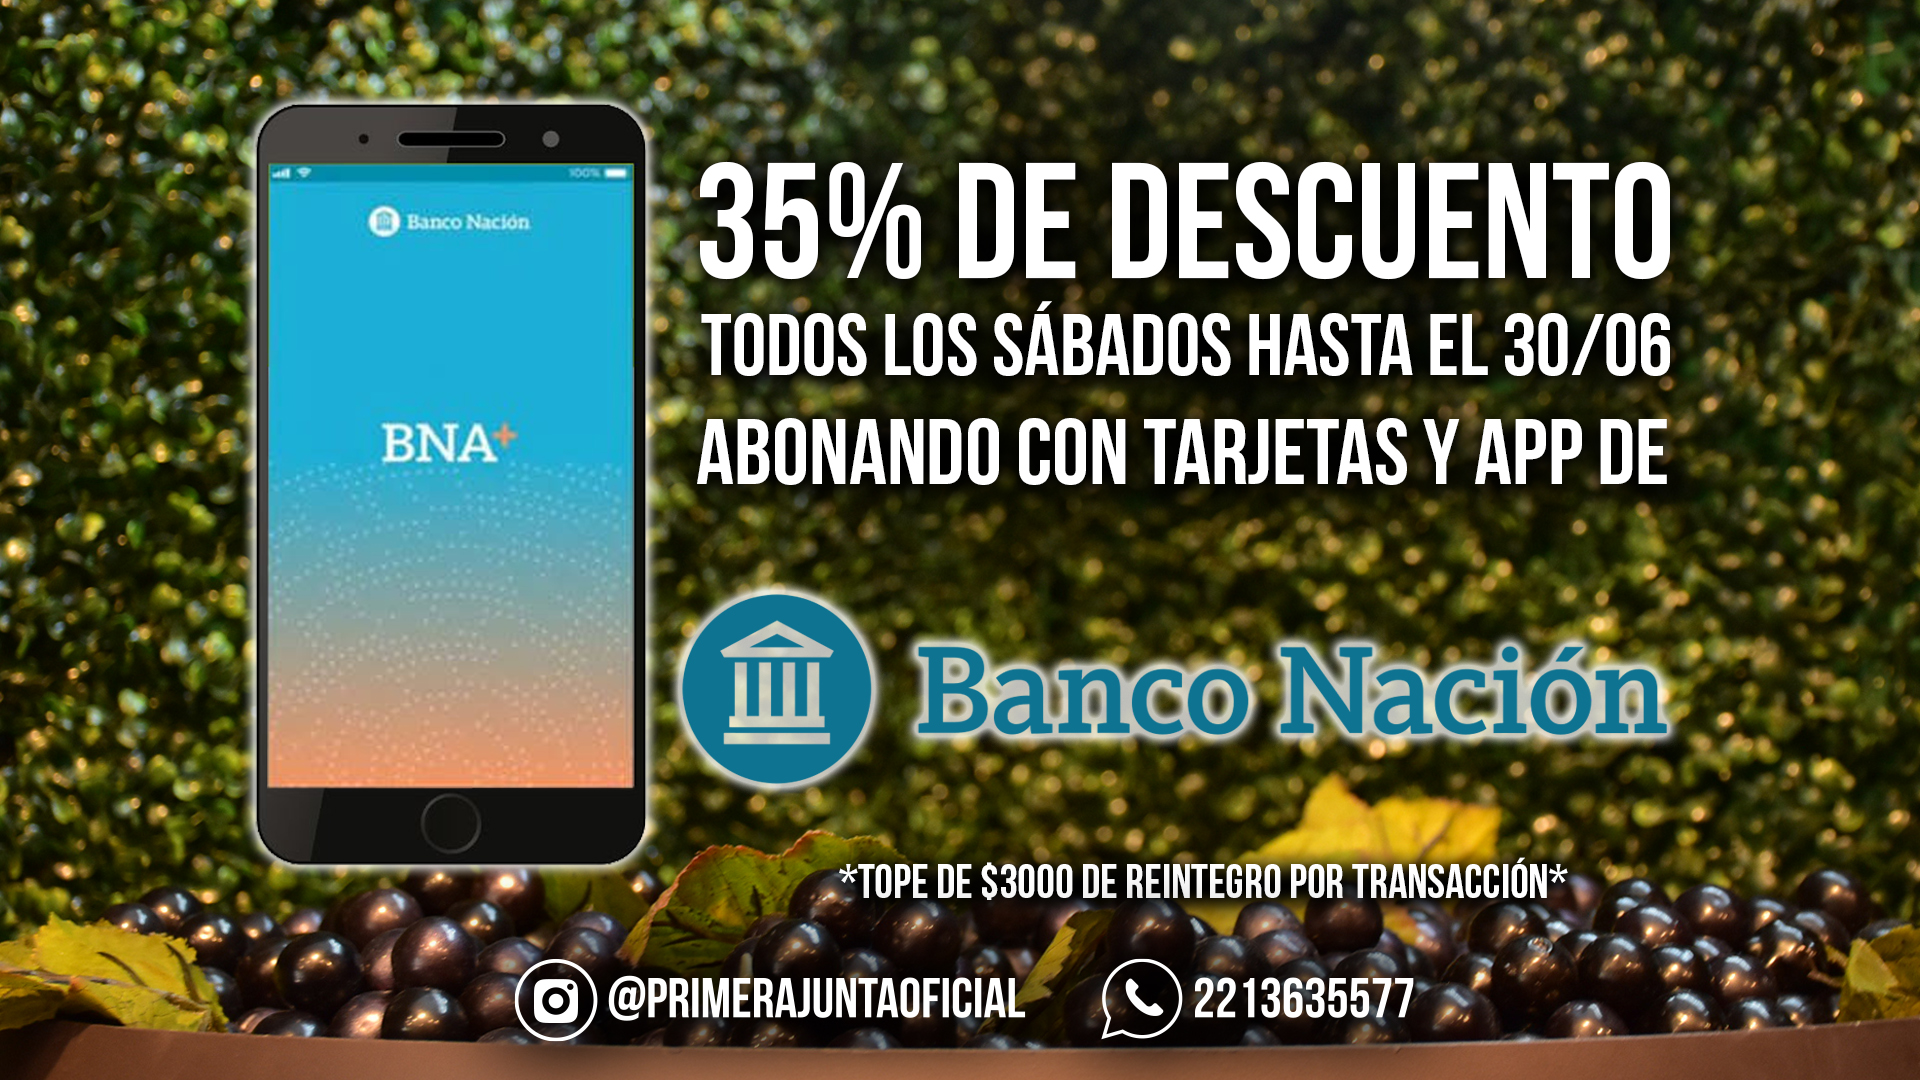 100%
Banco Nación
BNA+
35% DE DESCUENTO
TODOS LOS SÁBADOS HASTA EL 30/06
ABONANDO CON TARJETAS Y APP DE
Banco Nación
*TOPE DE $3000 DE REINTEGRO POR TRANSACCIÓN*
@PRIMERAJUNTAOFICIAL
2213635577